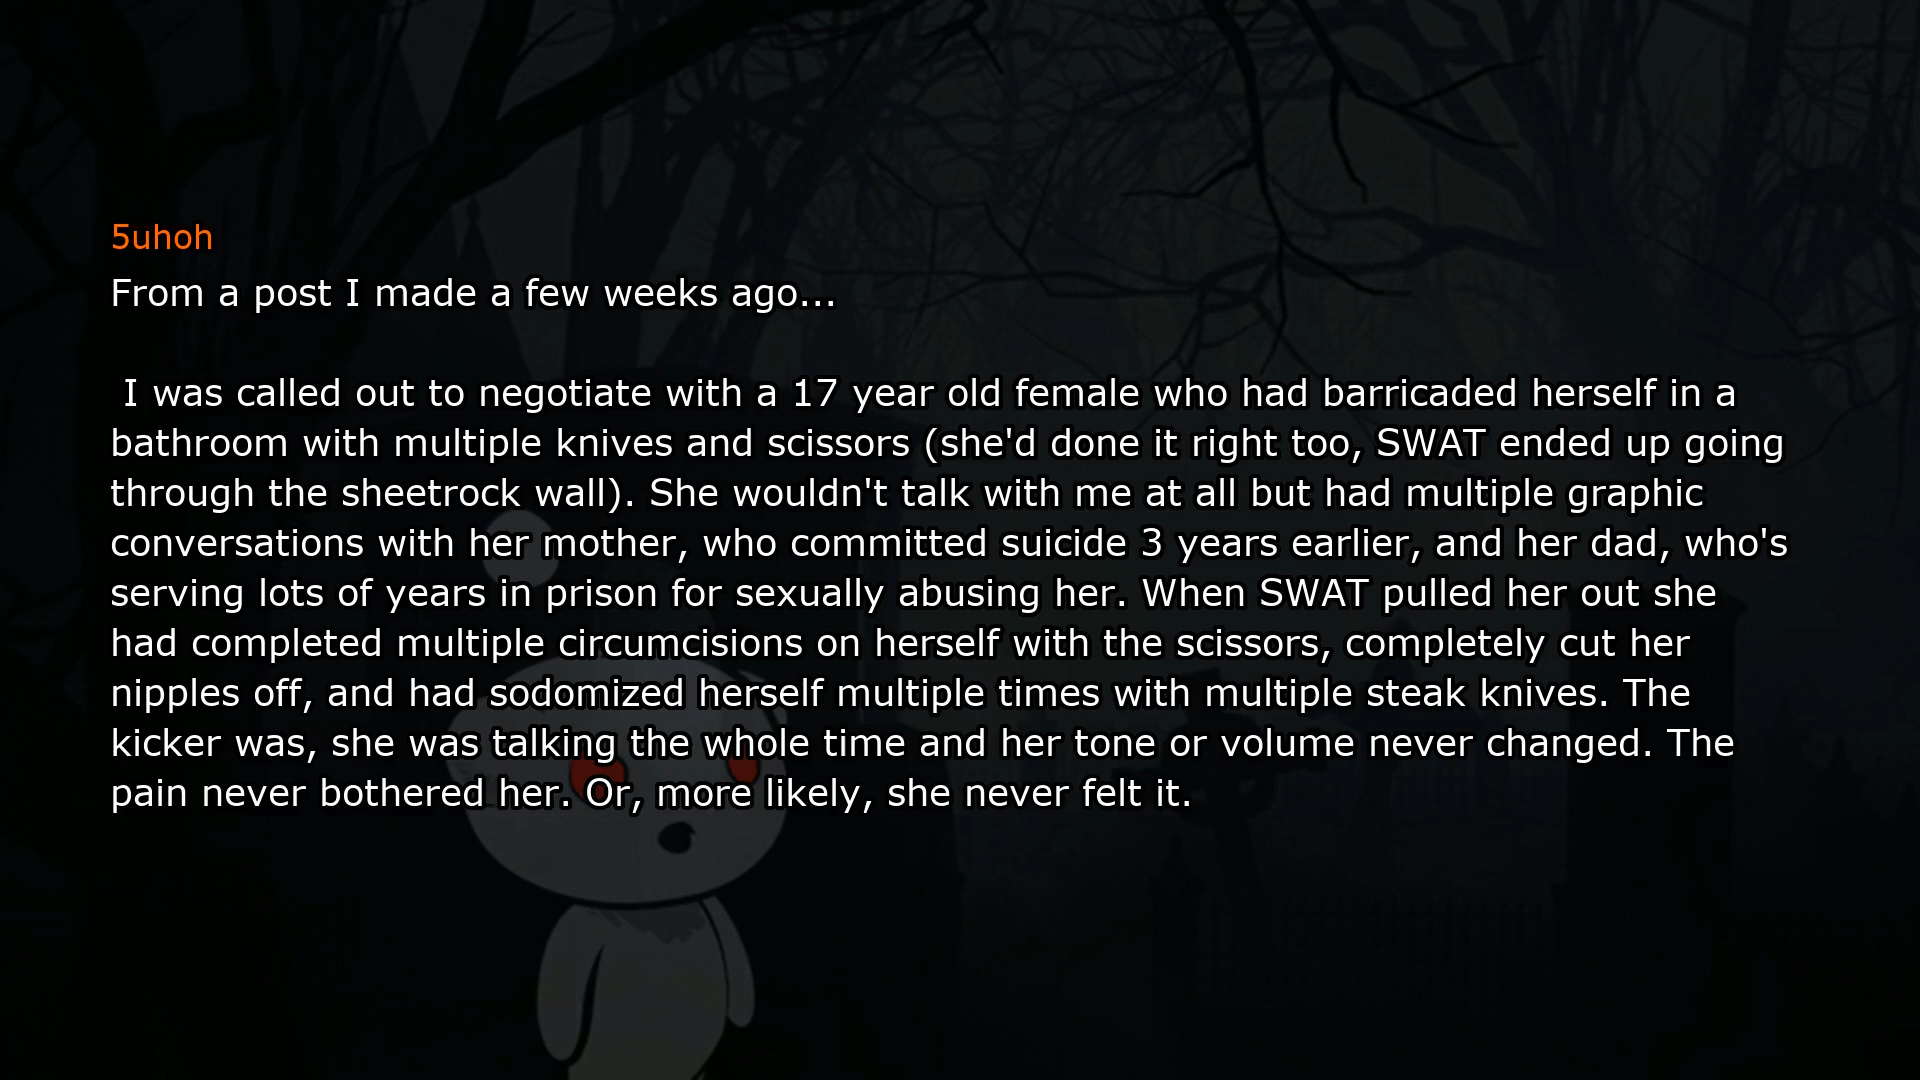 5uhoh
From a post I made a few weeks ago...
I was called out to negotiate with a 17 year old female who had barricaded herself in a
bathroom with multiple knives and scissors (she'd done it right too, SWAT ended up going
through the sheetrock wall). She wouldn't talk with me at all but had multiple graphic
conversations with her mother, who committed suicide 3 years earlier, and her dad, who's
serving lots of years in prison for sexually abusing her. When SWAT pulled her out she
had completed multiple circumcisions on herself with the scissors, completely cut her
nipples off, and had sodomized herself multiple times with multiple steak knives. The
kicker was, she was talking the whole time and her tone or volume never changed. The
pain never bothered her. Or, more likely, she never felt it.